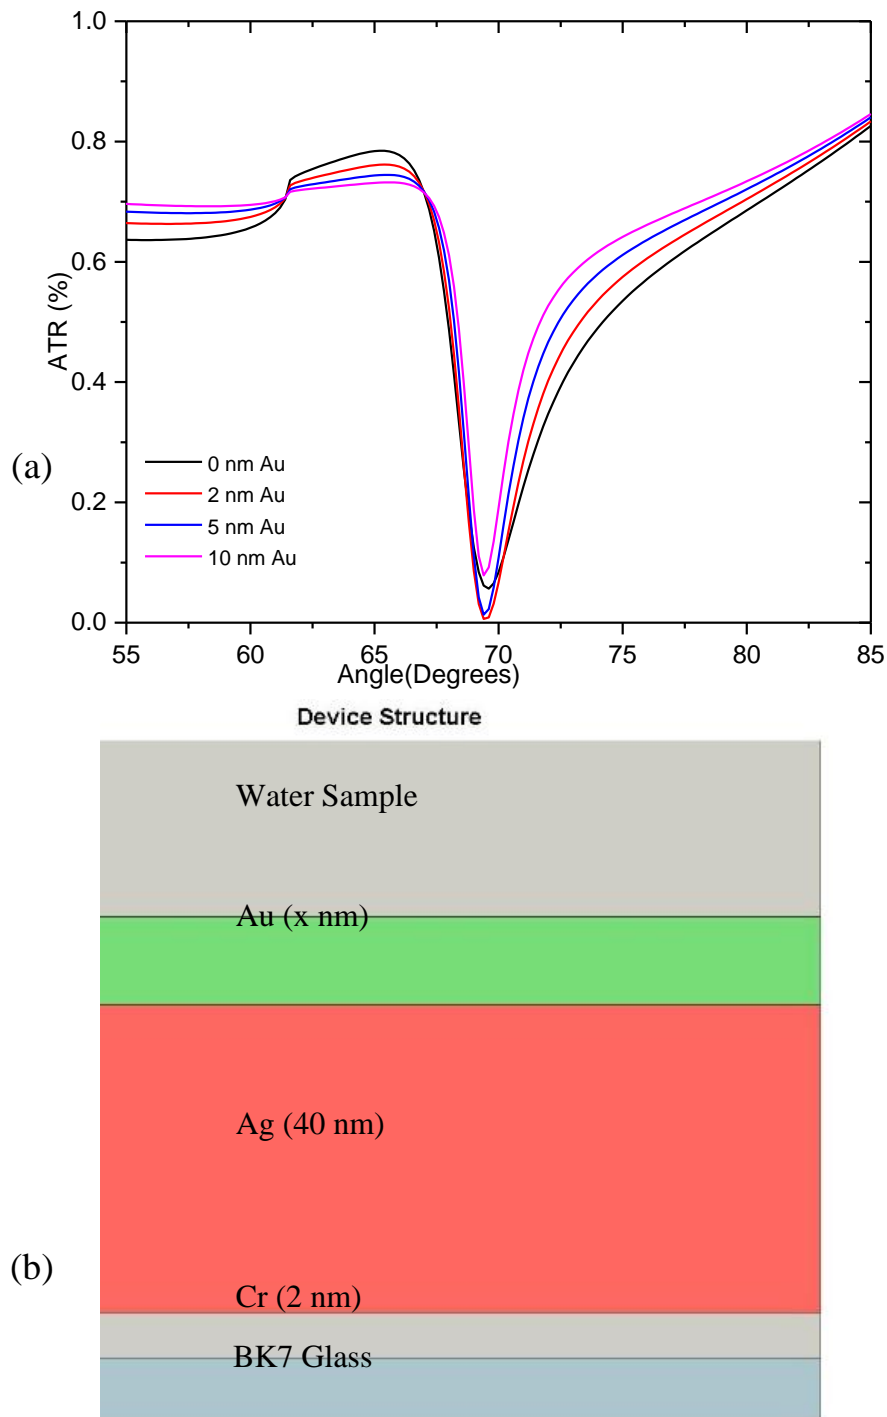 1.0
0.8
0.6
0.4
0.2
0.0
ATR (%)
(a)
0 nm Au
2 nm Au
5 nm Au
10 nm Au
55 60 65 70 75 80 85
Angle(Degrees)
Device Structure
Water Sample
Au (x nm)
Ag (40 nm)
(b)
Cr (2 nm)
BK7 Glass